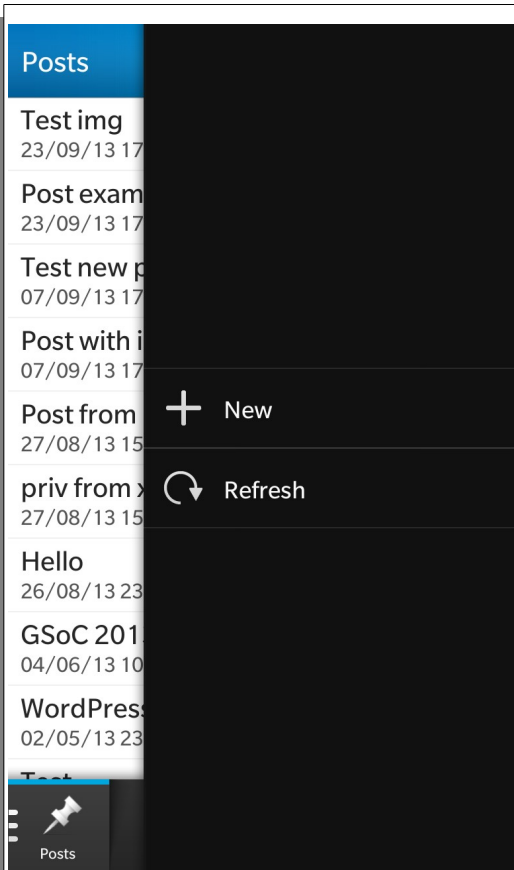 Posts
Test img
23/09/13 17
Post exam
23/09/13 17
Test new p
07/09/13 17
Post with i
07/09/13 17
Post from
27/08/13 15
priv from x
27/08/13 15
Hello
26/08/13 23
GSoC 201
04/06/13 10
WordPress
02/05/13 23
Test
New
Refresh
Posts